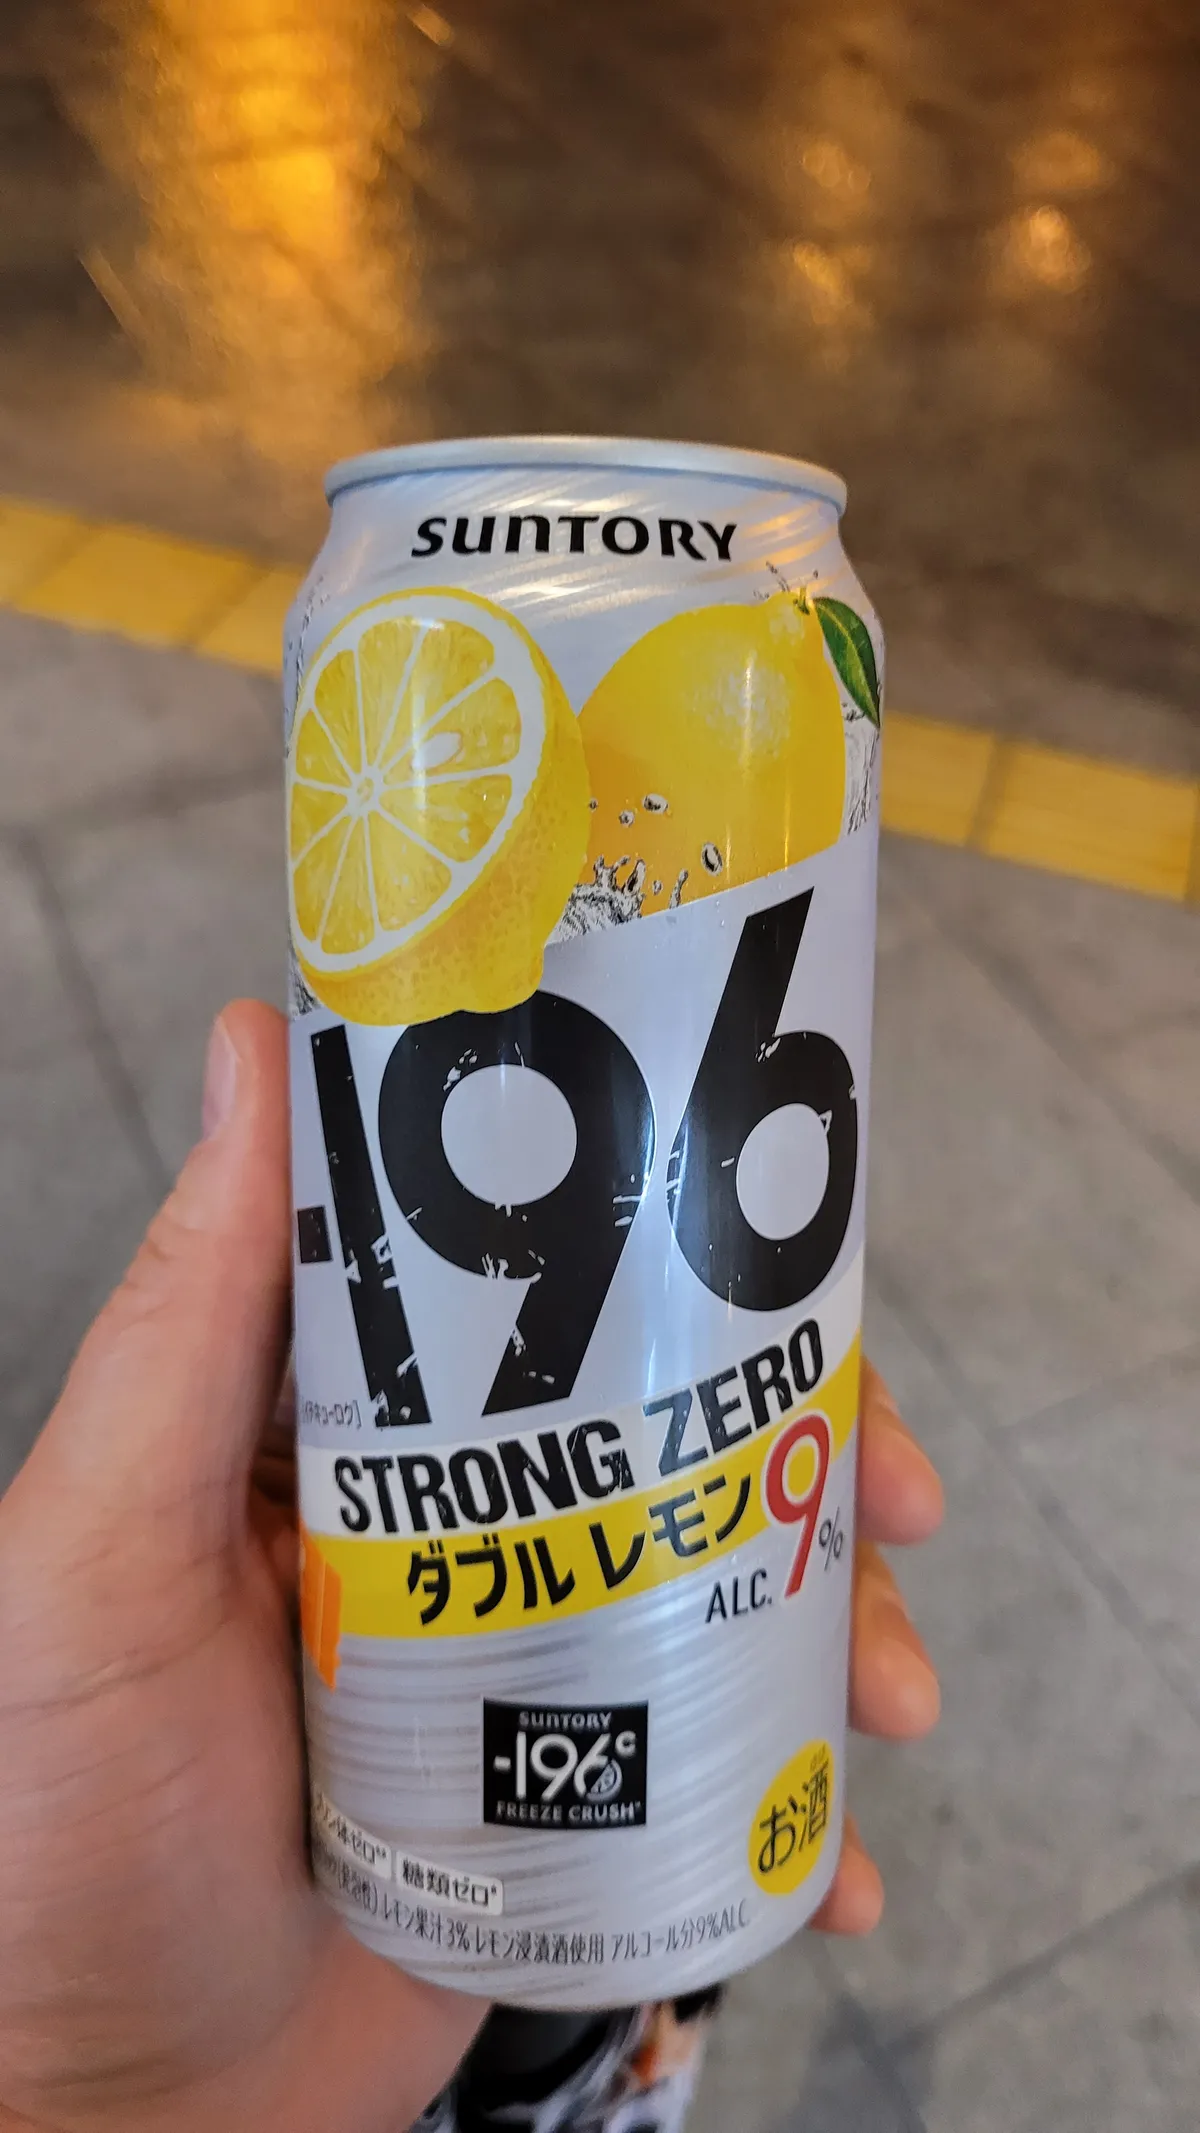 SUNTORY
-196
STRONG ZERO
ダブルレモン
9%
ALC.
SUNTORY
-196°C
FREEZE CRUSH
お酒
糖類ゼロ*
レモン果汁3% レモン浸漬酒使用 アルコール分9%ALC